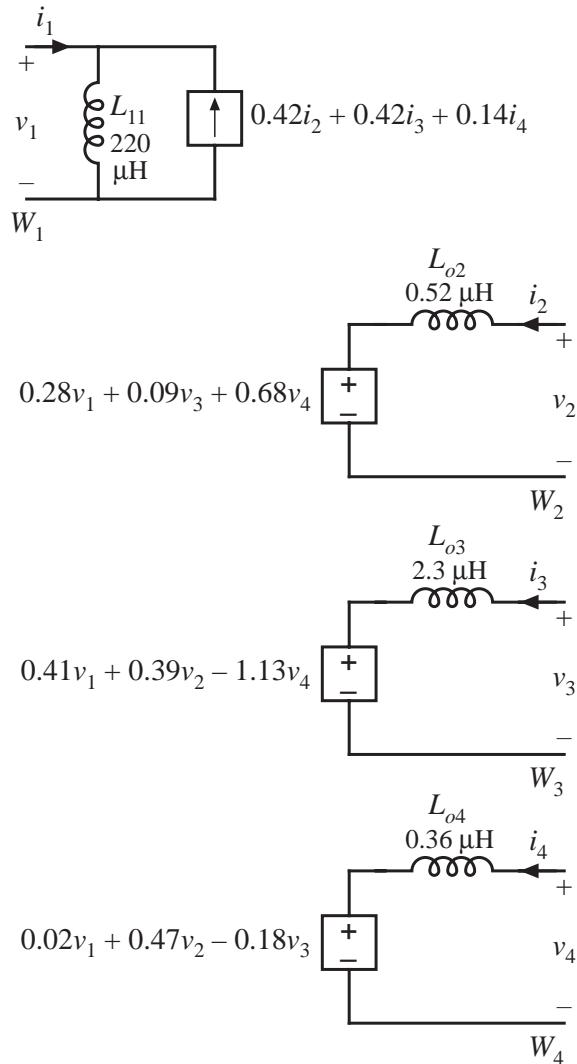 i₁
+
v₁
L₁₁
220
μH
0.42i₂ + 0.42i₃ + 0.14i₄
–
W₁
Lₒ₂
0.52 μH
i₂
+
0.28v₁ + 0.09v₃ + 0.68v₄
+
–
v₂
–
W₂
Lₒ₃
2.3 μH
i₃
+
0.41v₁ + 0.39v₂ – 1.13v₄
+
–
v₃
–
W₃
Lₒ₄
0.36 μH
i₄
+
0.02v₁ + 0.47v₂ – 0.18v₃
+
–
v₄
–
W₄